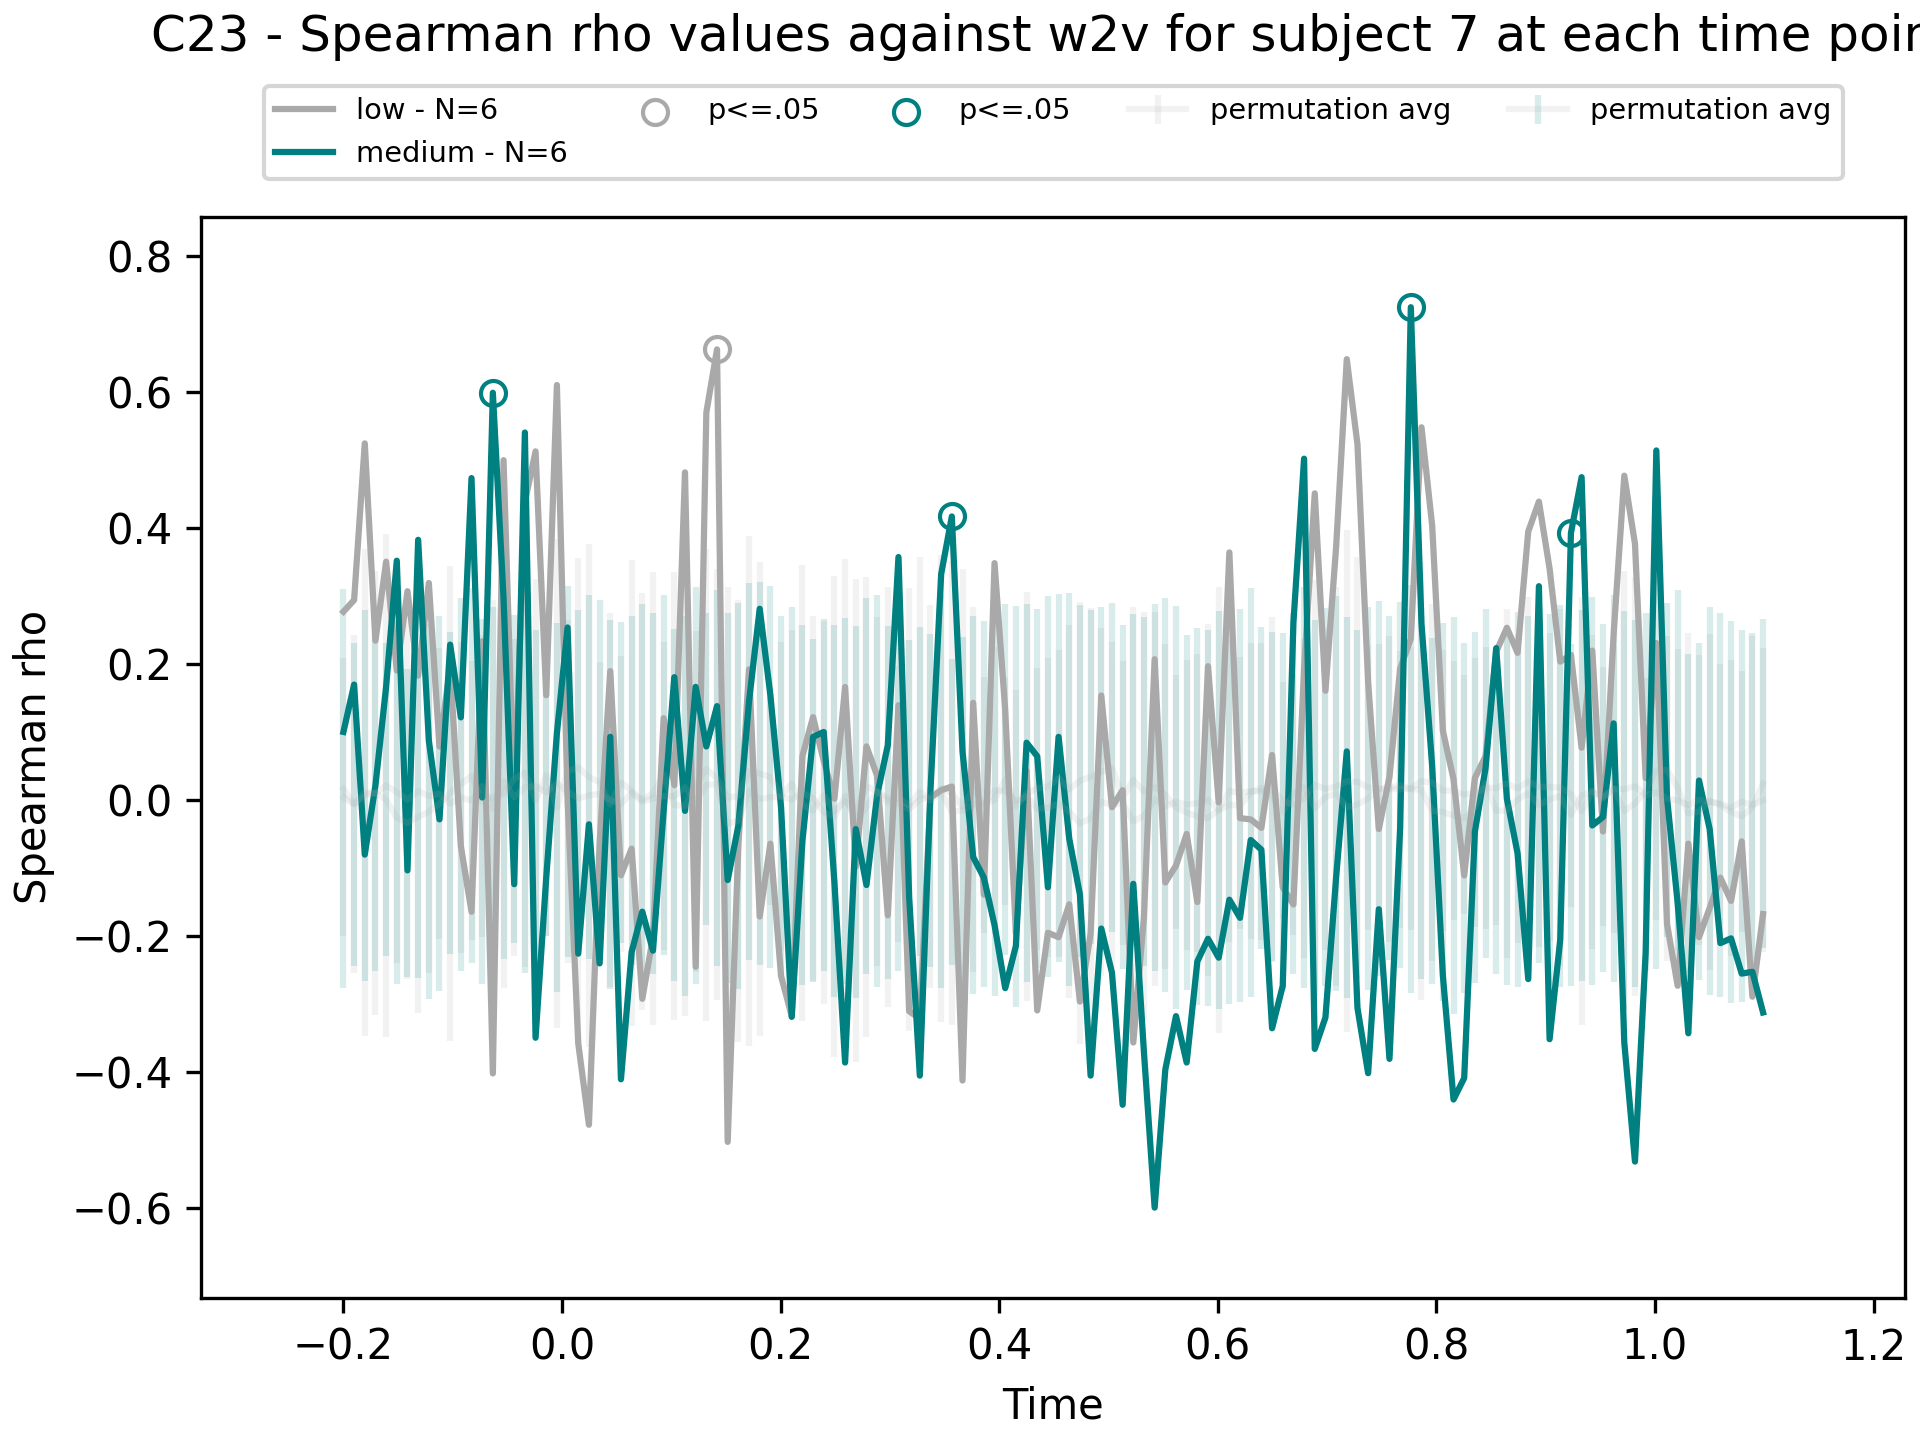 C23 - Spearman rho values against w2v for subject 7 at each time poin
low - N=6
medium - N=6
p<=.05
p<=.05
permutation avg
permutation avg
Spearman rho
0.8
0.6
0.4
0.2
0.0
−0.2
−0.4
−0.6
−0.2 0.0 0.2 0.4 0.6 0.8 1.0 1.2
Time